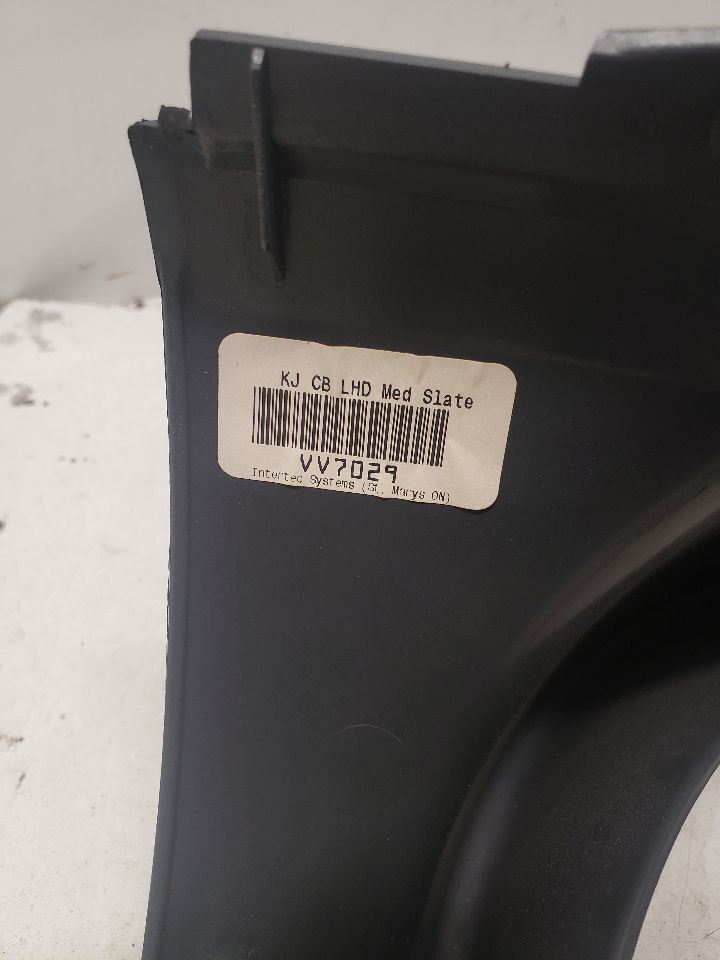 KJ CB LHD Med Slate
VV7029
Intertec Systems (St. Marys ON)